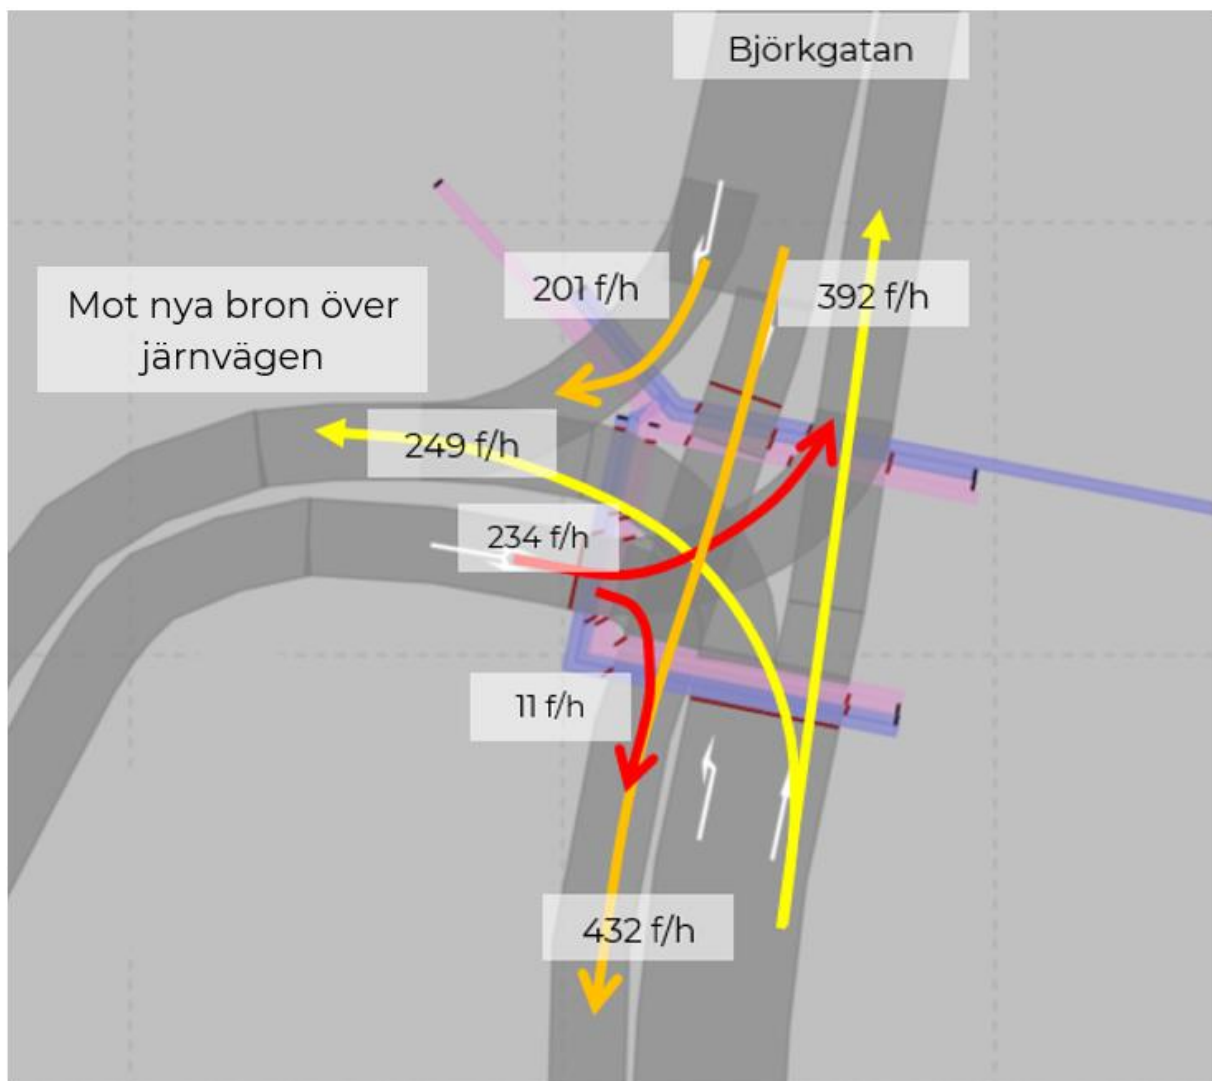 Björkgatan
201 f/h
392 f/h
Mot nya bron över
järnvägen
249 f/h
234 f/h
11 f/h
432 f/h